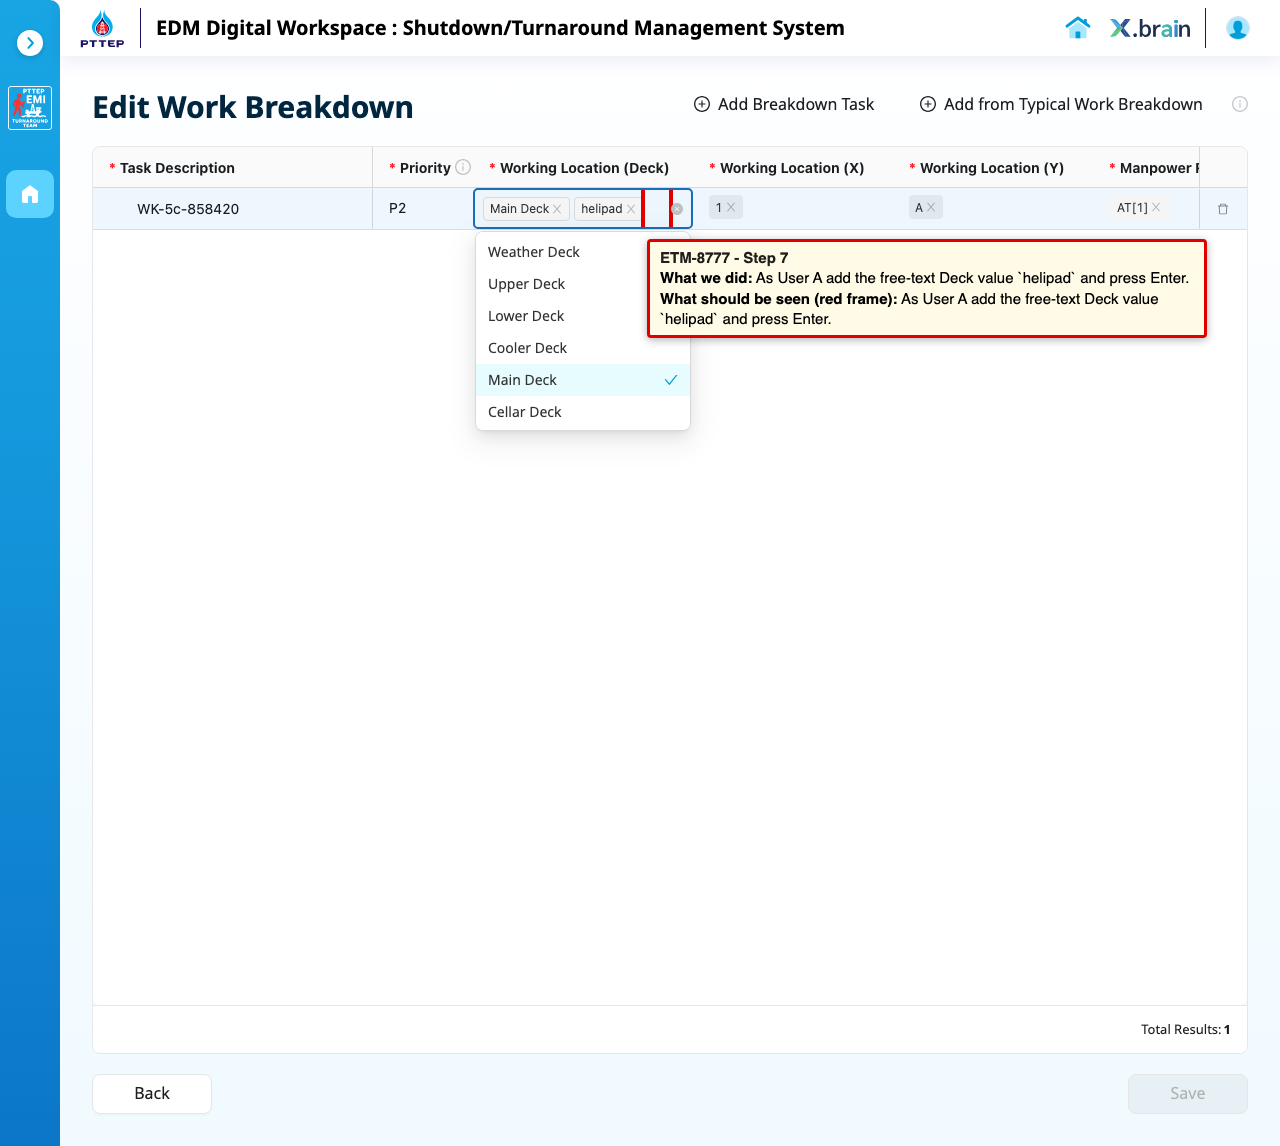 PTTEP
EDM Digital Workspace : Shutdown/Turnaround Management System
X.brain
PTTEP
EMI
TURNAROUND
TEAM
Edit Work Breakdown
Add Breakdown Task
Add from Typical Work Breakdown
* Task Description
* Priority
* Working Location (Deck)
* Working Location (X)
* Working Location (Y)
* Manpower
WK-5c-858420
P2
Main Deck
helipad
1
A
AT[1]
Weather Deck
Upper Deck
Lower Deck
Cooler Deck
Main Deck
Cellar Deck
ETM-8777 - Step 7
What we did: As User A add the free-text Deck value `helipad` and press Enter.
What should be seen (red frame): As User A add the free-text Deck value
`helipad` and press Enter.
Total Results: 1
Back
Save